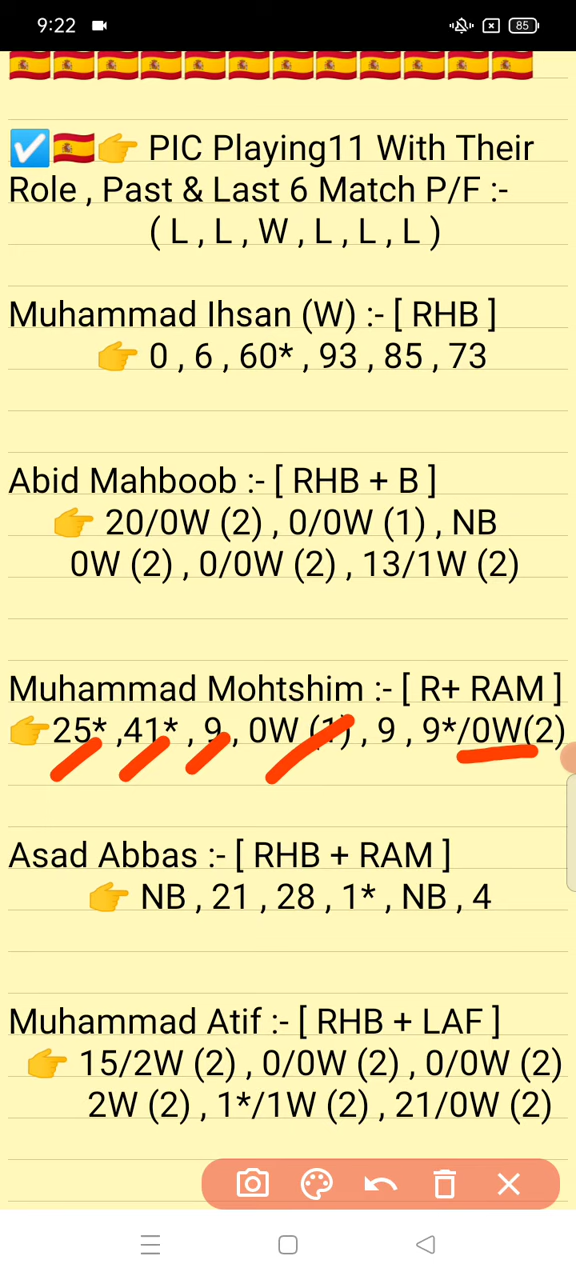 9:22
85
PIC Playing11 With Their
Role , Past & Last 6 Match P/F :-
( L , L , W , L , L , L )
Muhammad Ihsan (W) :- [ RHB ]
0 , 6 , 60* , 93 , 85 , 73
Abid Mahboob :- [ RHB + B ]
20/0W (2) , 0/0W (1) , NB
0W (2) , 0/0W (2) , 13/1W (2)
Muhammad Mohtshim :- [ R+ RAM ]
25* ,41* , 9 , 0W (1) , 9 , 9*/0W(2)
Asad Abbas :- [ RHB + RAM ]
NB , 21 , 28 , 1* , NB , 4
Muhammad Atif :- [ RHB + LAF ]
15/2W (2) , 0/0W (2) , 0/0W (2)
2W (2) , 1*/1W (2) , 21/0W (2)